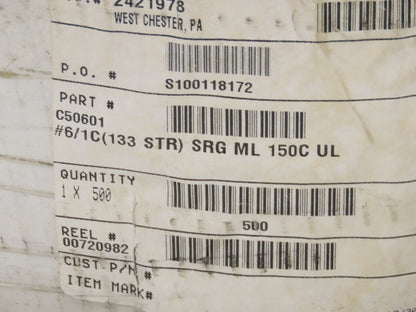 # 2421978
WEST CHESTER, PA
P.O. # S100118172
PART #
C50601
#6/1C(133 STR) SRG ML 150C UL
QUANTITY
1 X 500
500
REEL #
00720982
CUST P/N #
ITEM MARK#